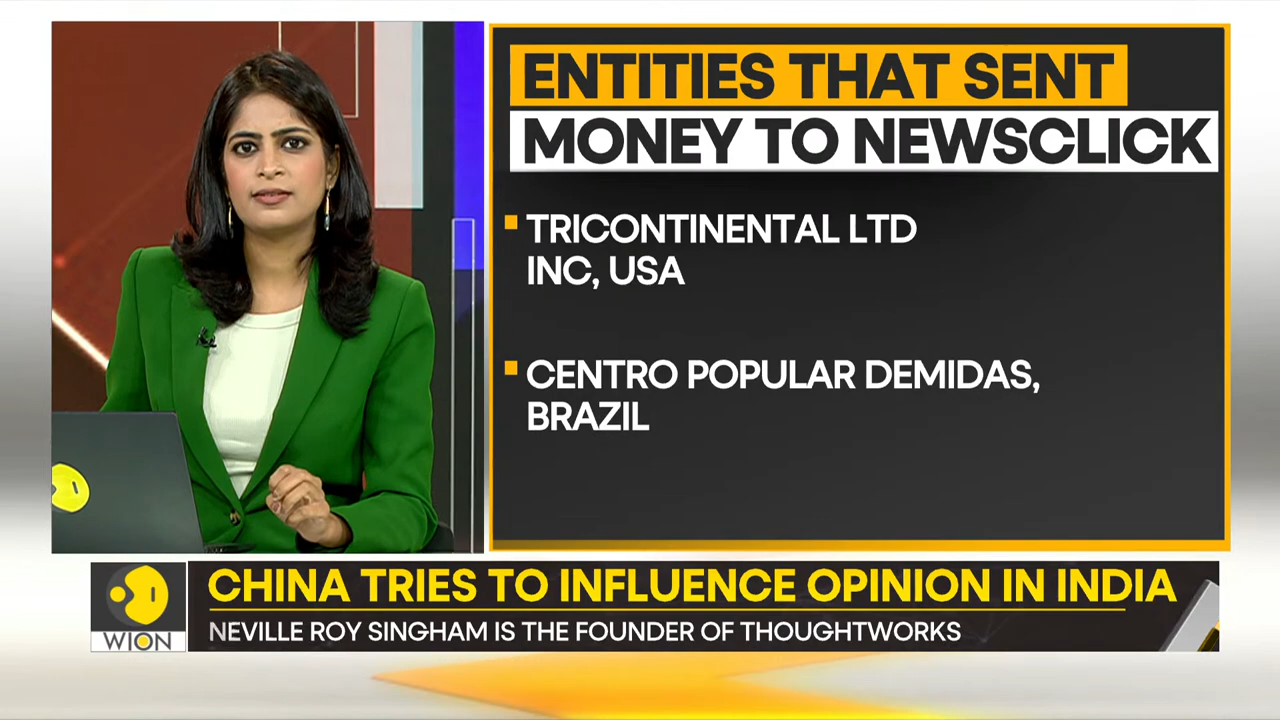 ENTITIES THAT SENT
MONEY TO NEWSCLICK
TRICONTINENTAL LTD
INC, USA
CENTRO POPULAR DEMIDAS,
BRAZIL
CHINA TRIES TO INFLUENCE OPINION IN INDIA
NEVILLE ROY SINGHAM IS THE FOUNDER OF THOUGHTWORKS
WION